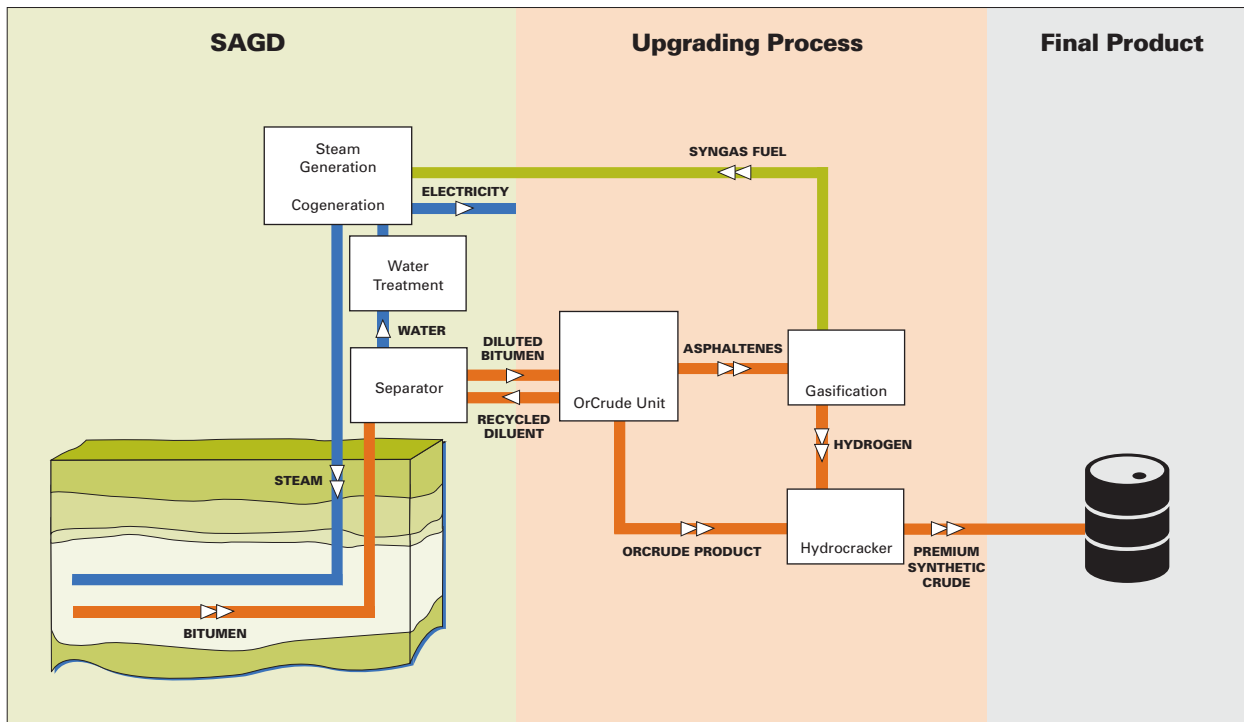 SAGD
Upgrading Process
Final Product
Steam
Generation
Cogeneration
SYNGAS FUEL
ELECTRICITY
Water
Treatment
WATER
Separator
DILUTED
BITUMEN
RECYCLED
DILUENT
OrCrude Unit
ASPHALTENES
Gasification
HYDROGEN
STEAM
BITUMEN
ORCRUDE PRODUCT
Hydrocracker
PREMIUM
SYNTHETIC
CRUDE